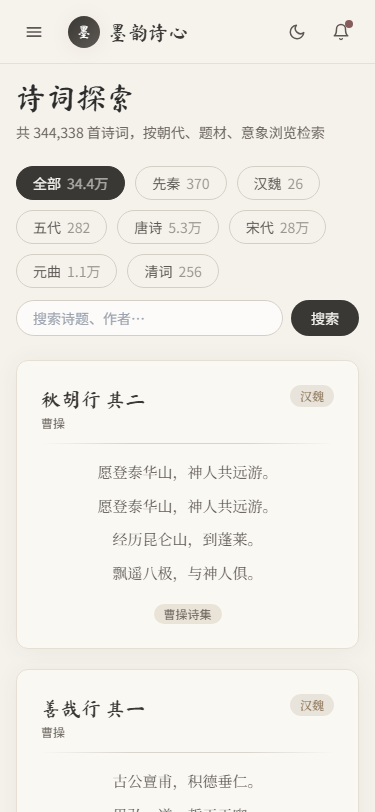 墨 墨韵诗心
诗词探索
共 344,338 首诗词，按朝代、题材、意象浏览检索
全部 34.4万 先秦 370 汉魏 26
五代 282 唐诗 5.3万 宋代 28万
元曲 1.1万 清词 256
搜索诗题、作者… 搜索
秋胡行 其二 汉魏
曹操
愿登泰华山，神人共远游。
愿登泰华山，神人共远游。
经历昆仑山，到蓬莱。
飘遥八极，与神人俱。
曹操诗集
善哉行 其一 汉魏
曹操
古公亶甫，积德垂仁。